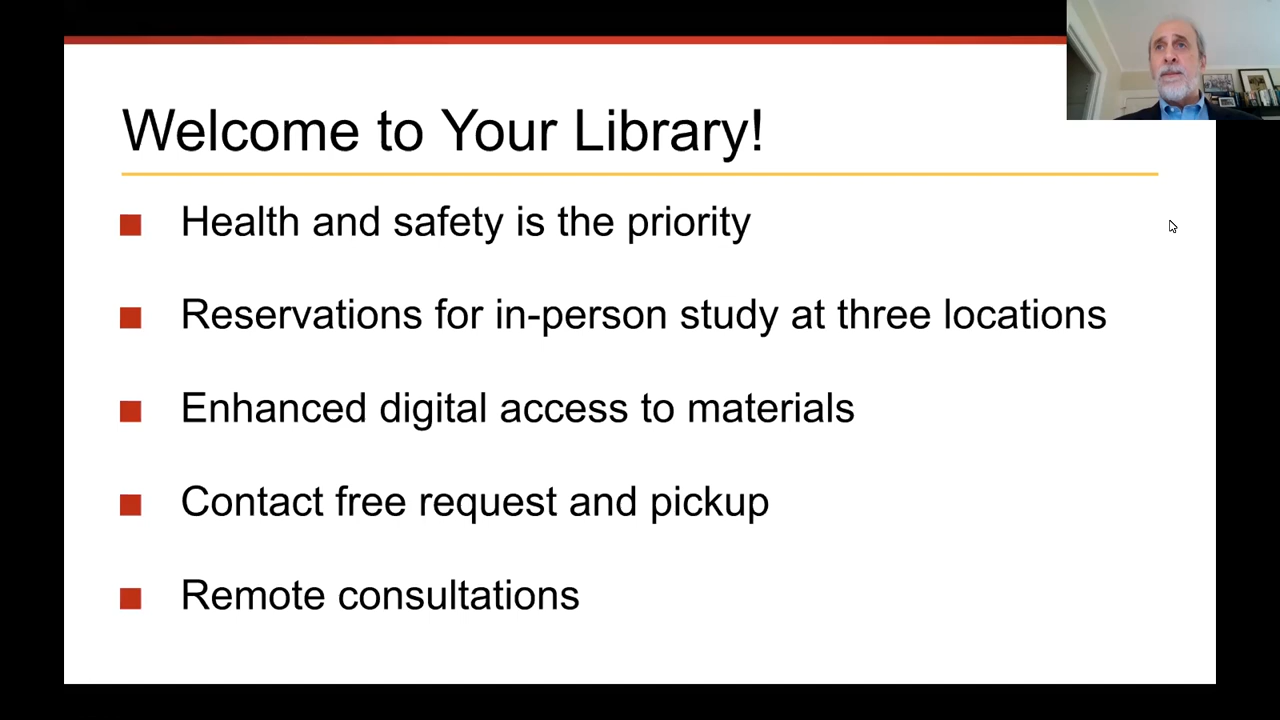 Welcome to Your Library!
Health and safety is the priority
Reservations for in-person study at three locations
Enhanced digital access to materials
Contact free request and pickup
Remote consultations